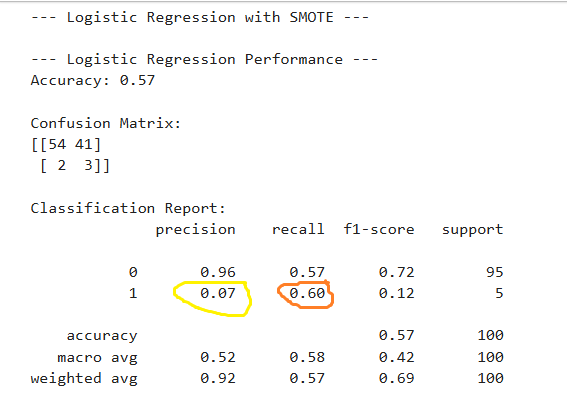 --- Logistic Regression with SMOTE ---
--- Logistic Regression Performance ---
Accuracy: 0.57
Confusion Matrix:
[[54 41]
[ 2 3]]
Classification Report:
precision recall f1-score support
0 0.96 0.57 0.72 95
1 0.07 0.60 0.12 5
accuracy 0.57 100
macro avg 0.52 0.58 0.42 100
weighted avg 0.92 0.57 0.69 100